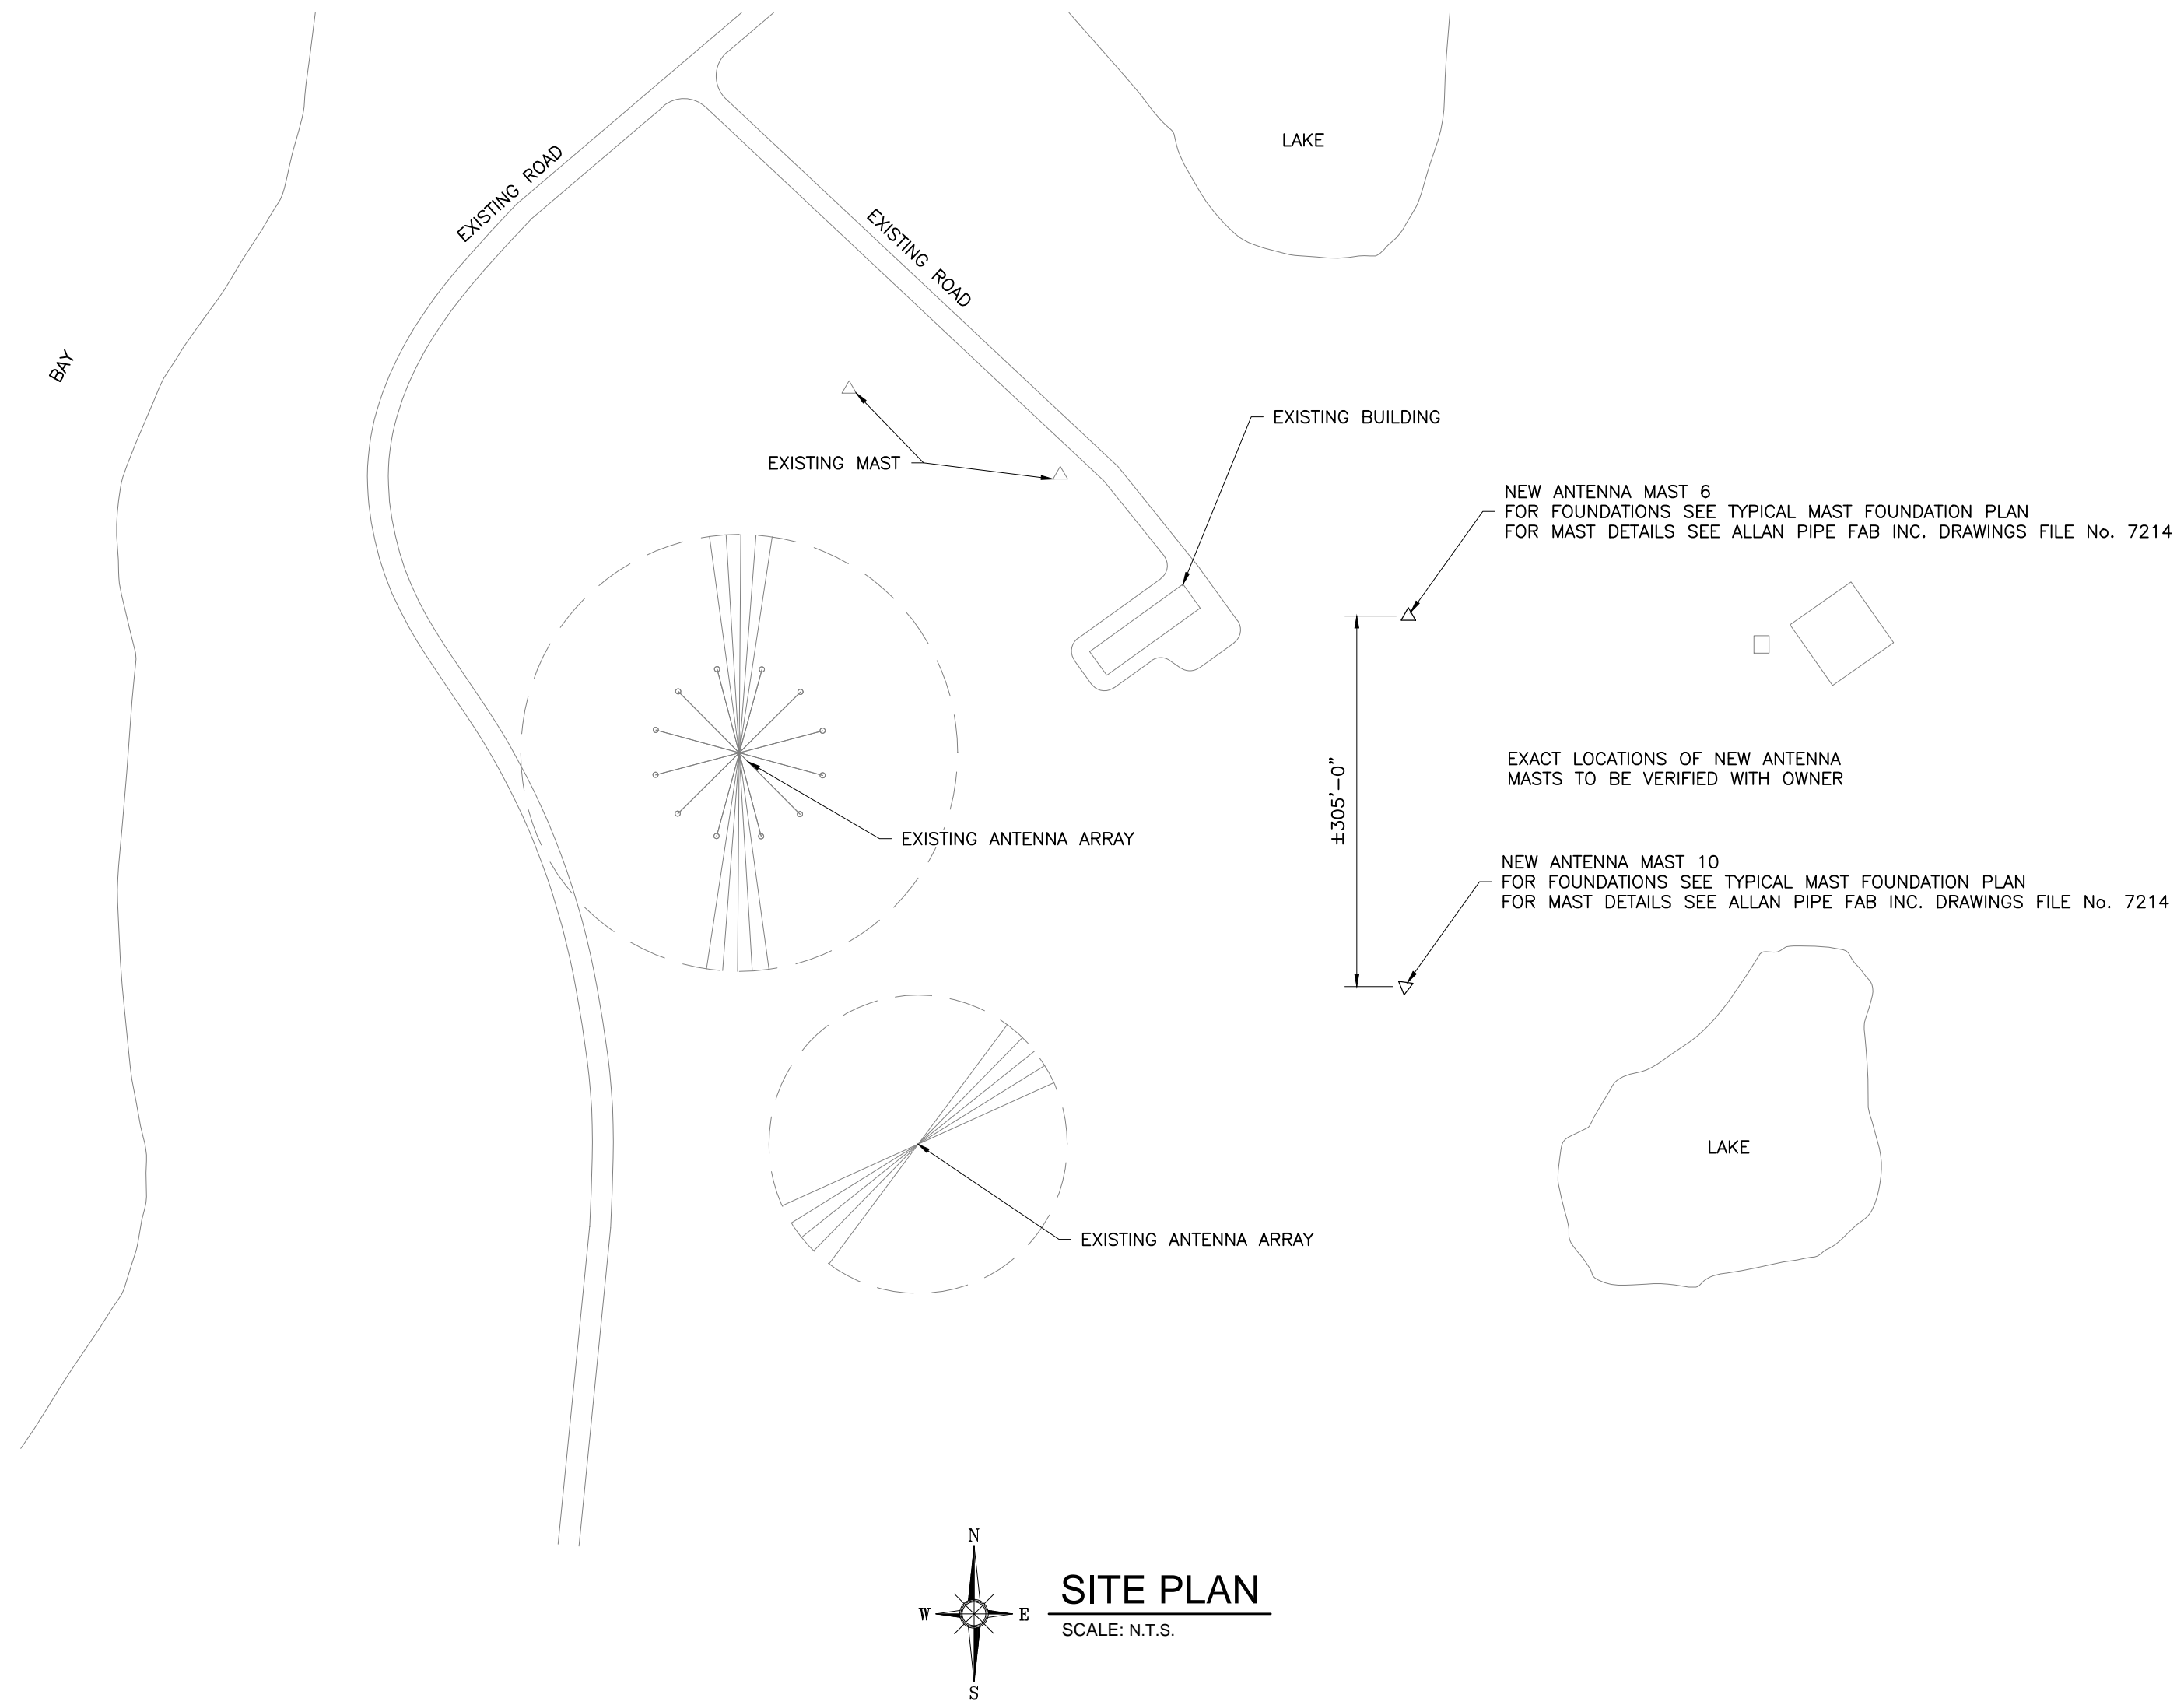 LAKE
EXISTING ROAD
EXISTING ROAD
BAY
EXISTING BUILDING
EXISTING MAST
NEW ANTENNA MAST 6
FOR FOUNDATIONS SEE TYPICAL MAST FOUNDATION PLAN
FOR MAST DETAILS SEE ALLAN PIPE FAB INC. DRAWINGS FILE No. 7214
EXACT LOCATIONS OF NEW ANTENNA
MASTS TO BE VERIFIED WITH OWNER
±305'-0"
EXISTING ANTENNA ARRAY
NEW ANTENNA MAST 10
FOR FOUNDATIONS SEE TYPICAL MAST FOUNDATION PLAN
FOR MAST DETAILS SEE ALLAN PIPE FAB INC. DRAWINGS FILE No. 7214
LAKE
EXISTING ANTENNA ARRAY
N
W
E
S
SITE PLAN
SCALE: N.T.S.